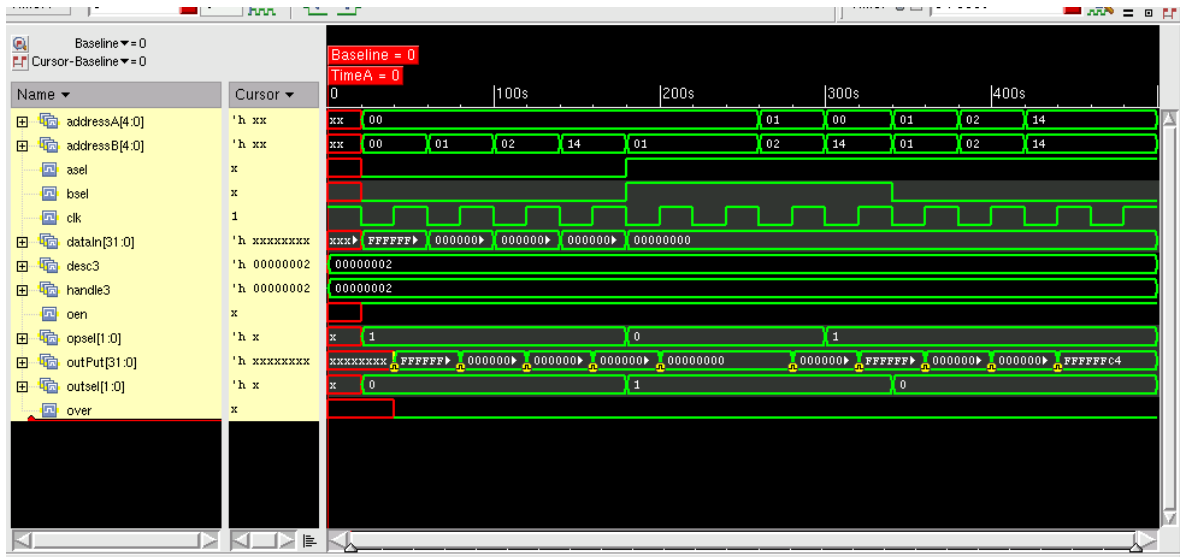 Baseline▼= 0
Cursor-Baseline▼= 0
Baseline = 0
TimeA = 0
Name ▼ Cursor ▼ 0 100s 200s 300s 400s
addressA[4:0] 'h xx xx 00 01 00 01 02 14
addressB[4:0] 'h xx xx 00 01 02 14 01 02 14 01 02 14
asel x
bsel x
clk 1
dataIn[31:0] 'h xxxxxxxx xxx FFFFFF 000000 000000 000000 00000000
desc3 'h 00000002 00000002
handle3 'h 00000002 00000002
oen x
opsel[1:0] 'h x x 1 0 1
outPut[31:0] 'h xxxxxxxx xxxxxxxx FFFFFF 000000 000000 000000 00000000 000000 FFFFFF 000000 000000 FFFFFFC4
outsel[1:0] 'h x x 0 1 0
over x